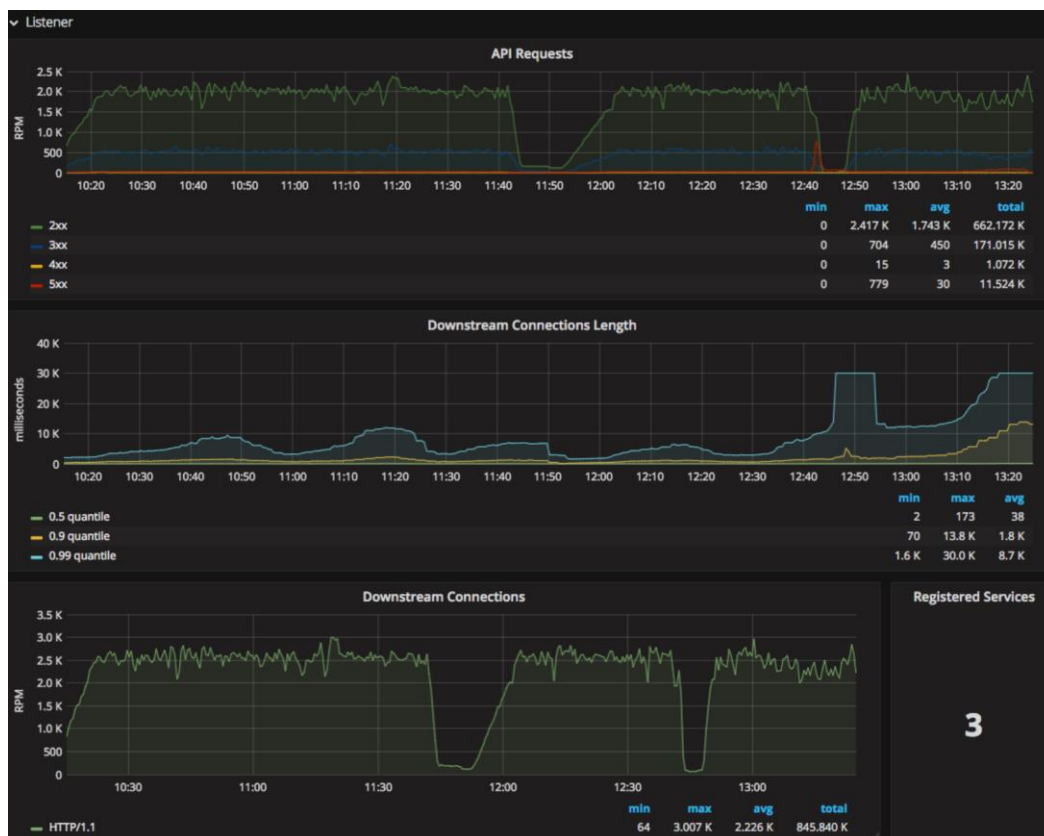 Listener
API Requests
2.5 K
2.0 K
1.5 K
1.0 K
500
0
RPM
10:20 10:30 10:40 10:50 11:00 11:10 11:20 11:30 11:40 11:50 12:00 12:10 12:20 12:30 12:40 12:50 13:00 13:10 13:20
min max avg total
2xx 0 2.417 K 1.743 K 662.172 K
3xx 0 704 450 171.015 K
4xx 0 15 3 1.072 K
5xx 0 779 30 11.524 K
Downstream Connections Length
40 K
30 K
20 K
10 K
0
milliseconds
10:20 10:30 10:40 10:50 11:00 11:10 11:20 11:30 11:40 11:50 12:00 12:10 12:20 12:30 12:40 12:50 13:00 13:10 13:20
min max avg
0.5 quantile 2 173 38
0.9 quantile 70 13.8 K 1.8 K
0.99 quantile 1.6 K 30.0 K 8.7 K
Downstream Connections
3.5 K
3.0 K
2.5 K
2.0 K
1.5 K
1.0 K
500
0
RPM
10:30 11:00 11:30 12:00 12:30 13:00
min max avg total
HTTP/1.1 64 3.007 K 2.226 K 845.840 K
Registered Services
3